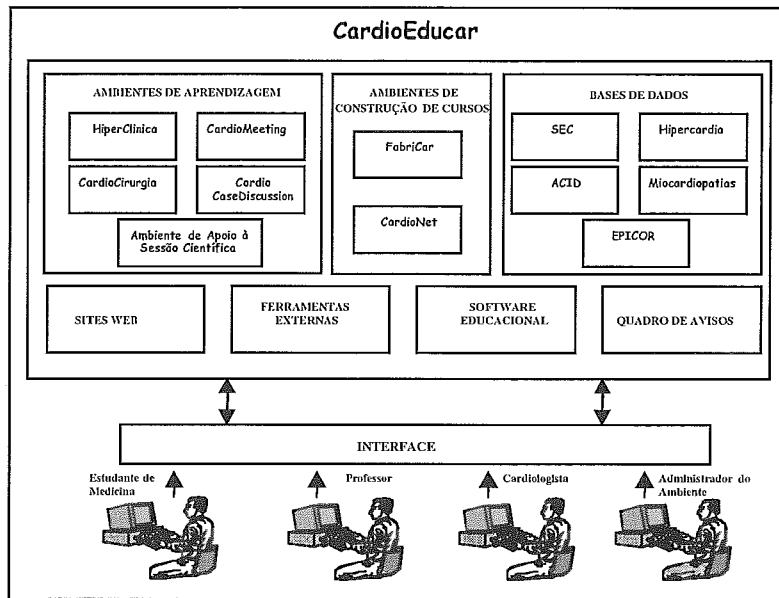 CardioEducar
AMBIENTES DE APRENDIZAGEM
HiperClínica
CardioMeeting
CardioCirurgia
Cardio
CaseDiscussion
Ambiente de Apoio à
Sessão Científica
AMBIENTES DE
CONSTRUÇÃO DE CURSOS
FabriCar
CardioNet
BASES DE DADOS
SEC
Hipercardia
ACID
Miocardiopatias
EPICOR
SITES WEB
FERRAMENTAS
EXTERNAS
SOFTWARE
EDUCACIONAL
QUADRO DE AVISOS
INTERFACE
Estudante de
Medicina
Professor
Cardiologista
Administrador do
Ambiente